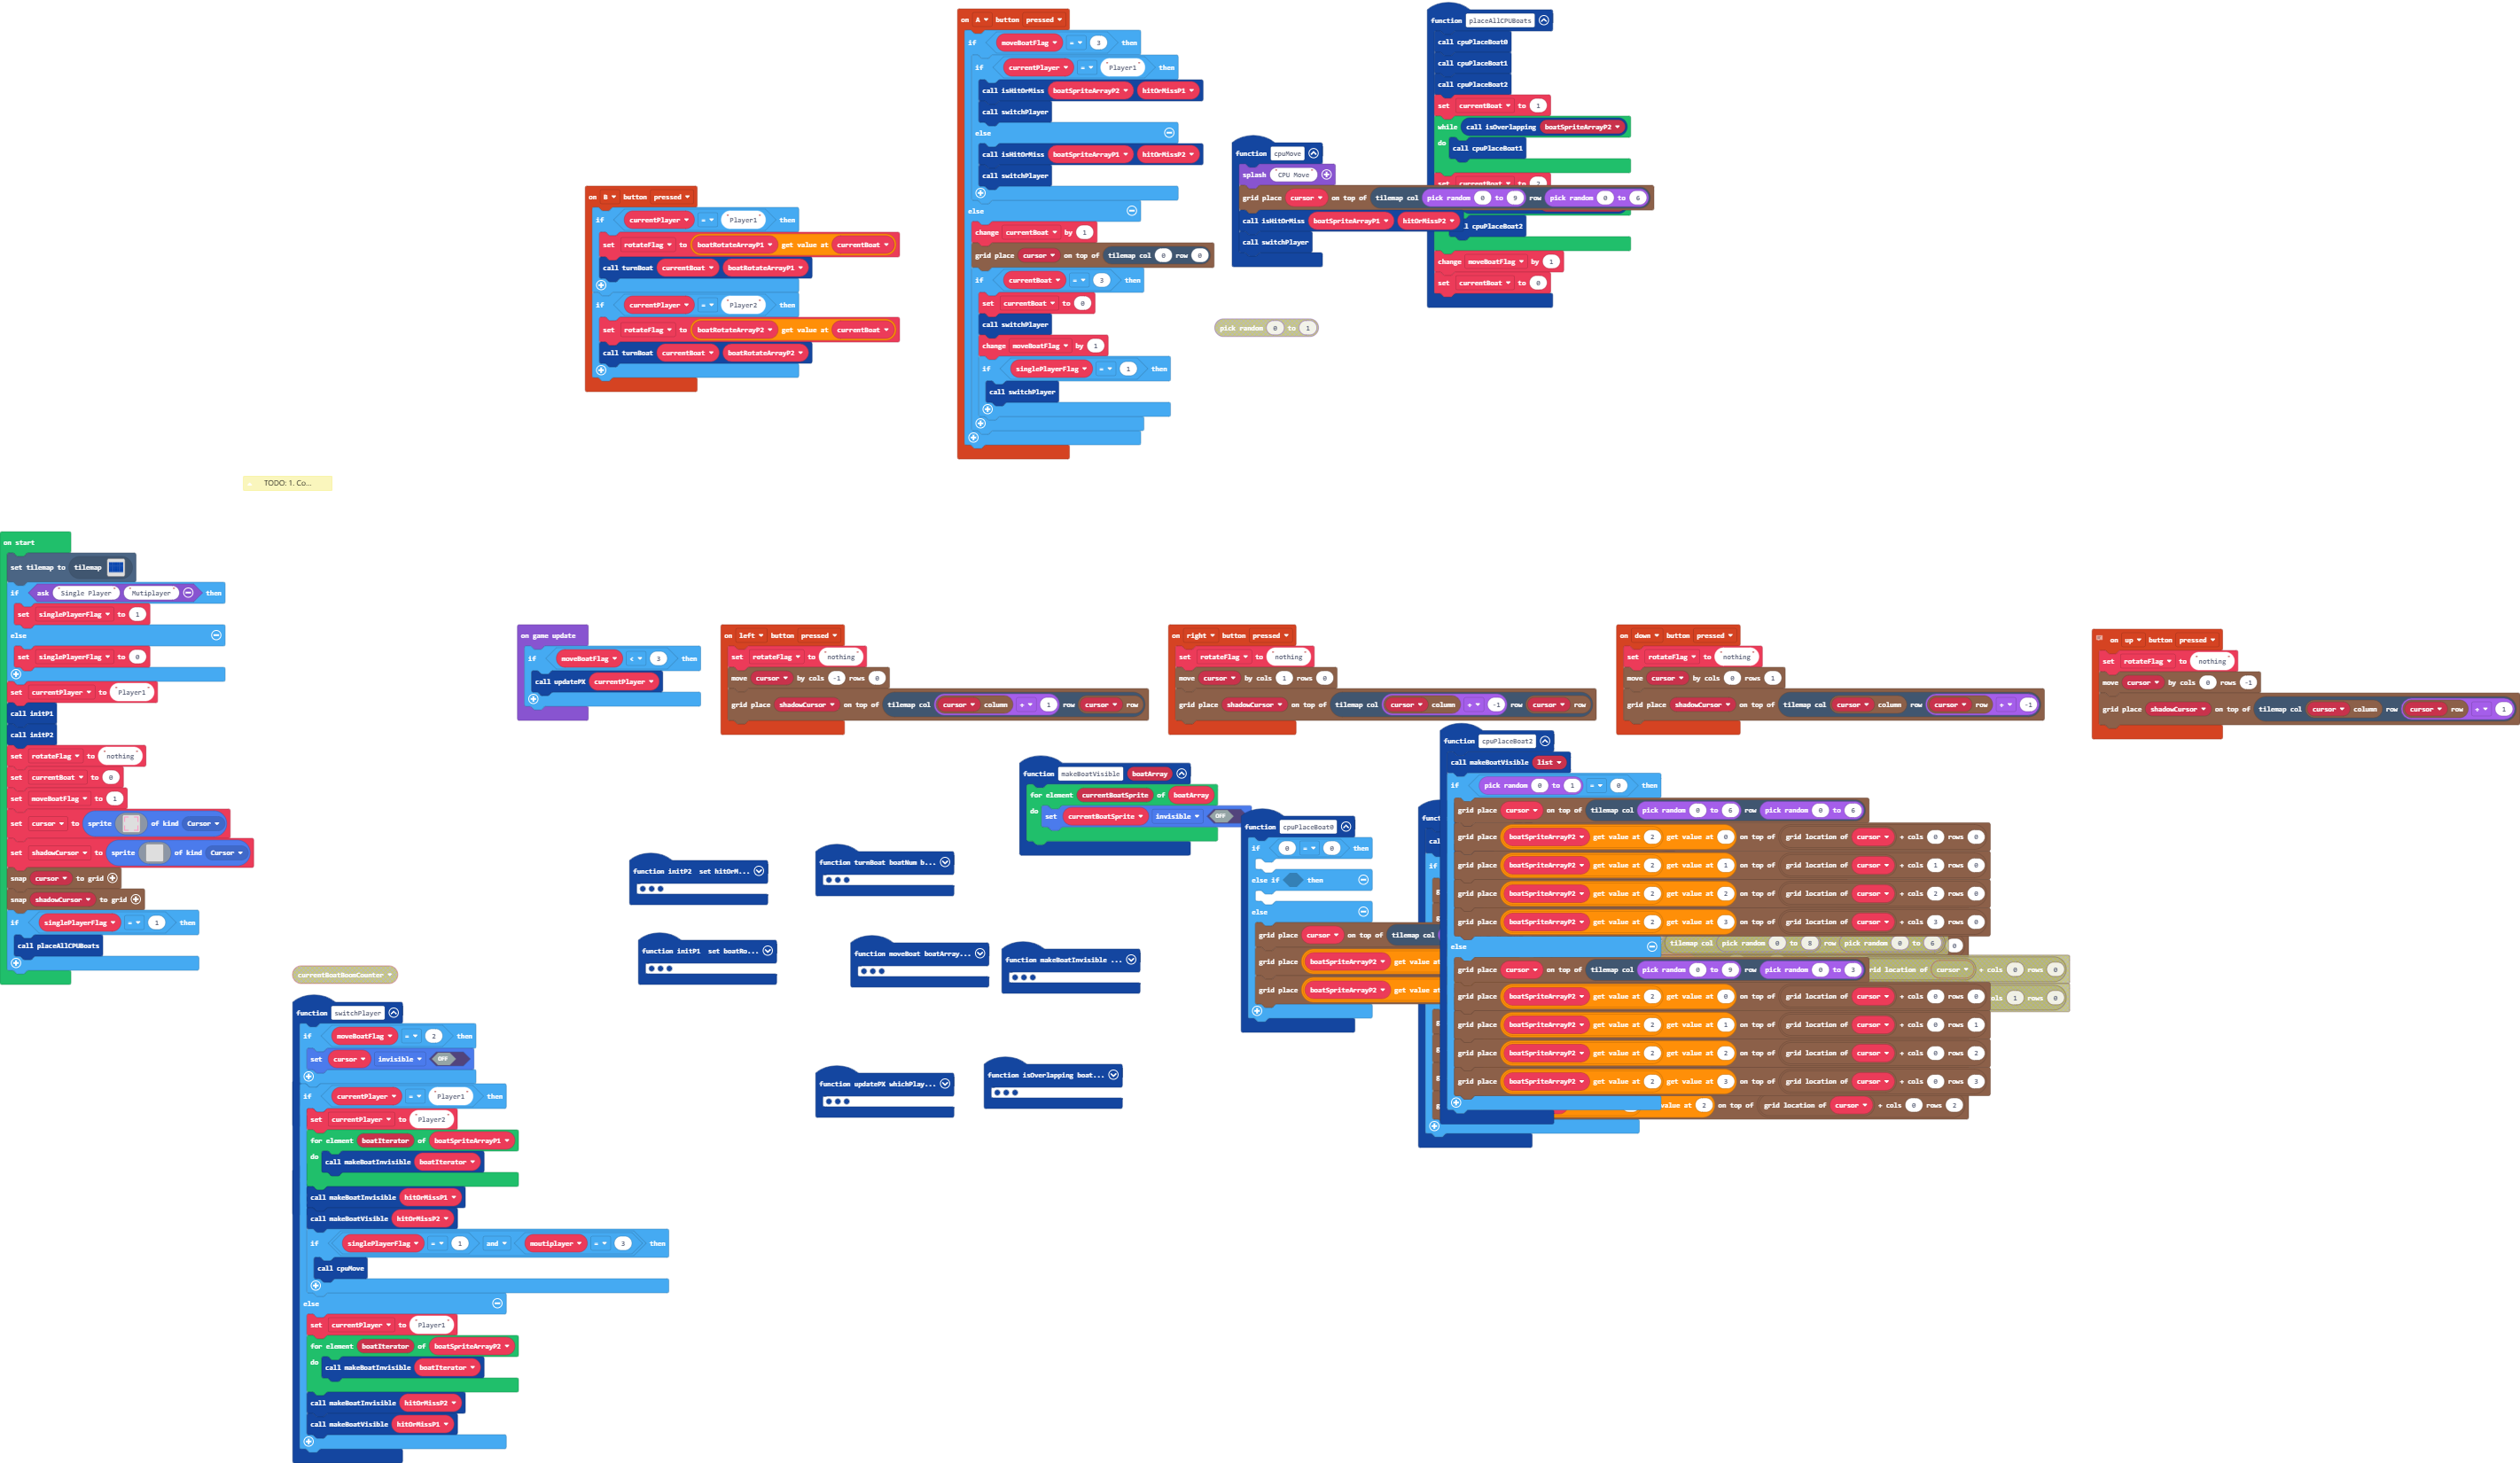 on A button pressed
if moveBoatFlag = 3 then
if currentPlayer = "Player1" then
call isHitOrMiss boatSpriteArrayP2 hitOrMissP1
call switchPlayer
else
call isHitOrMiss boatSpriteArrayP1 hitOrMissP2
call switchPlayer
else
change currentBoat by 1
grid place cursor on top of tilemap col 0 row 0
if currentBoat = 3 then
set currentBoat to 0
call switchPlayer
change moveBoatFlag by 1
if singlePlayerFlag = 1 then
call switchPlayer
function placeAllCPUBoats
call cpuPlaceBoat0
call cpuPlaceBoat1
call cpuPlaceBoat2
set currentBoat to 1
while call isOverlapping boatSpriteArrayP2
do call cpuPlaceBoat1
set currentBoat to 2
l cpuPlaceBoat2
change moveBoatFlag by 1
set currentBoat to 0
function cpuMove
splash "CPU Move"
grid place cursor on top of tilemap col pick random 0 to 9 row pick random 0 to 6
call isHitOrMiss boatSpriteArrayP1 hitOrMissP2
call switchPlayer
pick random 0 to 1
on B button pressed
if currentPlayer = "Player1" then
set rotateFlag to boatRotateArrayP1 get value at currentBoat
call turnBoat currentBoat boatRotateArrayP1
if currentPlayer = "Player2" then
set rotateFlag to boatRotateArrayP2 get value at currentBoat
call turnBoat currentBoat boatRotateArrayP2
TODO: 1. Co...
on start
set tilemap to tilemap
if ask "Single Player" "Mutiplayer" then
set singlePlayerFlag to 1
else
set singlePlayerFlag to 0
set currentPlayer to "Player1"
call initP1
call initP2
set rotateFlag to "nothing"
set currentBoat to 0
set moveBoatFlag to 1
set cursor to sprite of kind Cursor
set shadowCursor to sprite of kind Cursor
snap cursor to grid
snap shadowCursor to grid
if singlePlayerFlag = 1 then
call placeAllCPUBoats
on game update
if moveBoatFlag < 3 then
call updatePX currentPlayer
on left button pressed
set rotateFlag to "nothing"
move cursor by cols -1 rows 0
grid place shadowCursor on top of tilemap col cursor column + 1 row cursor row
on right button pressed
set rotateFlag to "nothing"
move cursor by cols 1 rows 0
grid place shadowCursor on top of tilemap col cursor column + -1 row cursor row
on down button pressed
set rotateFlag to "nothing"
move cursor by cols 0 rows 1
grid place shadowCursor on top of tilemap col cursor column row cursor row + -1
on up button pressed
set rotateFlag to "nothing"
move cursor by cols 0 rows -1
grid place shadowCursor on top of tilemap col cursor column row cursor row + 1
function makeBoatVisible boatArray
for element currentBoatSprite of boatArray
do set currentBoatSprite invisible OFF
function initP2 set hitOrM...
function turnBoat boatNum b...
function initP1 set boatRo...
function moveBoat boatArray...
function makeBoatInvisible ...
function updatePX whichPlay...
function isOverlapping boat...
function cpuPlaceBoat0
if 0 = 0 then
else if then
else
grid place cursor on top of tilemap col
grid place boatSpriteArrayP2 get value at
grid place boatSpriteArrayP2 get value at
function cpuPlaceBoat2
call makeBoatVisible list
if pick random 0 to 1 = 0 then
grid place cursor on top of tilemap col pick random 0 to 6 row pick random 0 to 6
grid place boatSpriteArrayP2 get value at 2 get value at 0 on top of grid location of cursor + cols 0 rows 0
grid place boatSpriteArrayP2 get value at 2 get value at 1 on top of grid location of cursor + cols 1 rows 0
grid place boatSpriteArrayP2 get value at 2 get value at 2 on top of grid location of cursor + cols 2 rows 0
grid place boatSpriteArrayP2 get value at 2 get value at 3 on top of grid location of cursor + cols 3 rows 0
else
grid place cursor on top of tilemap col pick random 0 to 9 row pick random 0 to 3
grid place boatSpriteArrayP2 get value at 2 get value at 0 on top of grid location of cursor + cols 0 rows 0
grid place boatSpriteArrayP2 get value at 2 get value at 1 on top of grid location of cursor + cols 0 rows 1
grid place boatSpriteArrayP2 get value at 2 get value at 2 on top of grid location of cursor + cols 0 rows 2
grid place boatSpriteArrayP2 get value at 2 get value at 3 on top of grid location of cursor + cols 0 rows 3
tilemap col pick random 0 to 8 row pick random 0 to 6 0
rid location of cursor + cols 0 rows 0
ols 1 rows 0
value at 2 on top of grid location of cursor + cols 0 rows 2
currentBoatBoomCounter
function switchPlayer
if moveBoatFlag = 2 then
set cursor invisible OFF
if currentPlayer = "Player1" then
set currentPlayer to "Player2"
for element boatIterator of boatSpriteArrayP1
do call makeBoatInvisible boatIterator
call makeBoatInvisible hitOrMissP1
call makeBoatVisible hitOrMissP2
if singlePlayerFlag = 1 and moutiplayer = 3 then
call cpuMove
else
set currentPlayer to "Player1"
for element boatIterator of boatSpriteArrayP2
do call makeBoatInvisible boatIterator
call makeBoatInvisible hitOrMissP2
call makeBoatVisible hitOrMissP1